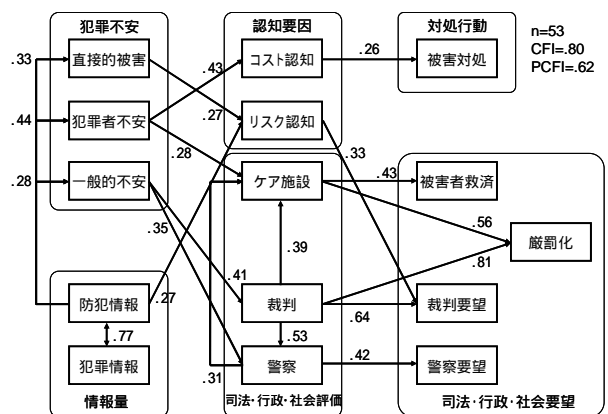 犯罪不安
認知要因
対処行動
n=53
CFI=.80
PCFI=.62
.33
直接的被害
.43
コスト認知
.26
被害対処
.44
犯罪者不安
.27
リスク認知
.28
.33
.28
一般的不安
ケア施設
.43
被害者救済
.35
.56
厳罰化
.39
.81
.41
防犯情報
.27
裁判
.64
裁判要望
.77
.53
犯罪情報
.31
警察
.42
警察要望
情報量
司法・行政・社会評価
司法・行政・社会要望